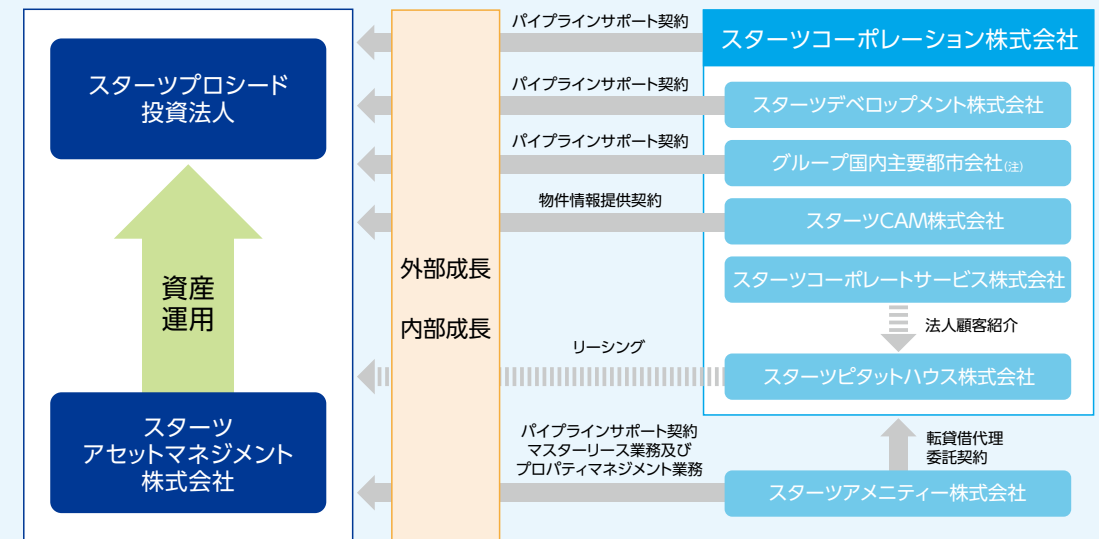 スターツプロシード
投資法人
資産
運用
スターツ
アセットマネジメント
株式会社
外部成長
内部成長
パイプラインサポート契約
パイプラインサポート契約
パイプラインサポート契約
物件情報提供契約
リーシング
パイプラインサポート契約
マスターリース業務及び
プロパティマネジメント業務
スターツコーポレーション株式会社
スターツデベロップメント株式会社
グループ国内主要都市会社(注)
スターツCAM株式会社
スターツコーポレートサービス株式会社
法人顧客紹介
スターツピタットハウス株式会社
転貸借代理
委託契約
スターツアメニティー株式会社